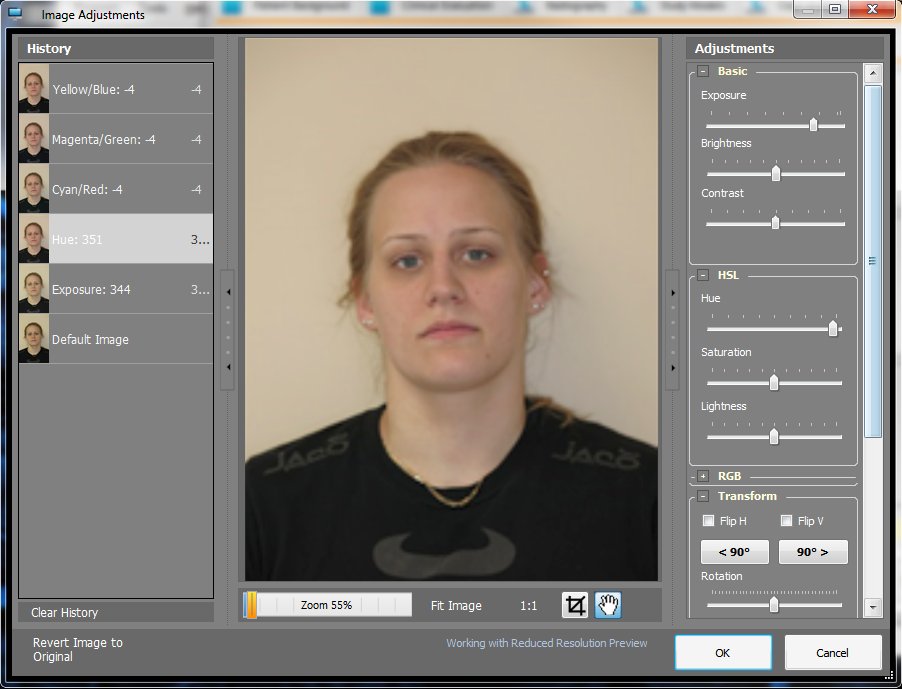 Image Adjustments
History
Yellow/Blue: -4 -4
Magenta/Green: -4 -4
Cyan/Red: -4 -4
Hue: 351 3...
Exposure: 344 3...
Default Image
Clear History
Revert Image to
Original
JACO
JACO
Zoom 55%
Fit Image
1:1
Working with Reduced Resolution Preview
Adjustments
Basic
Exposure
Brightness
Contrast
HSL
Hue
Saturation
Lightness
RGB
Transform
Flip H Flip V
< 90° 90° >
Rotation
OK Cancel